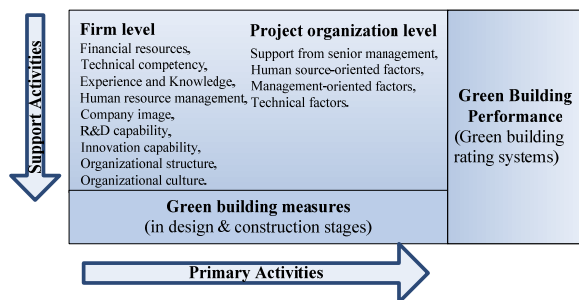 Support Activities
Firm level
Financial resources,
Technical competency,
Experience and Knowledge,
Human resource management,
Company image,
R&D capability,
Innovation capability,
Organizational structure,
Organizational culture.
Project organization level
Support from senior management,
Human source-oriented factors,
Management-oriented factors,
Technical factors.
Green Building
Performance
(Green building
rating systems)
Green building measures
(in design & construction stages)
Primary Activities